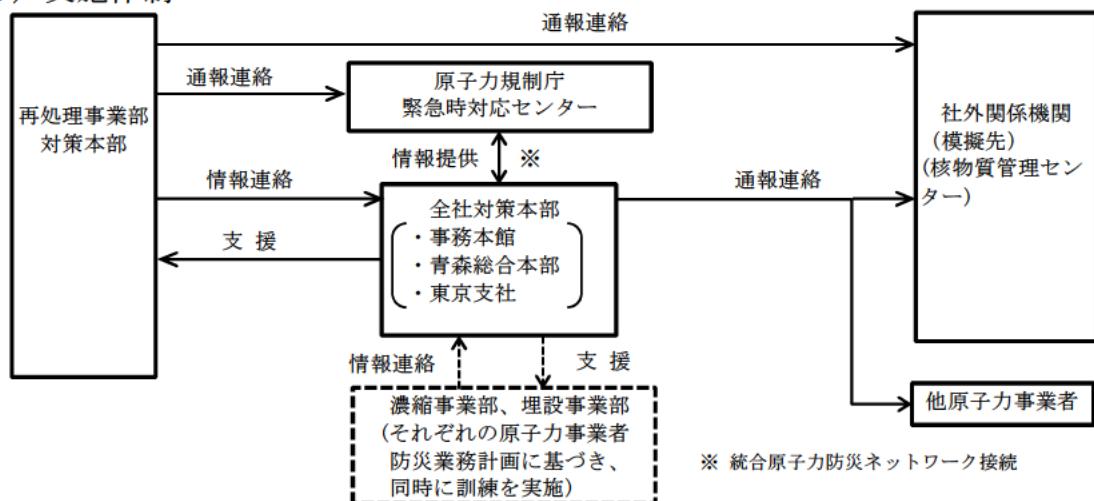 通報連絡
再処理事業部
対策本部
通報連絡
原子力規制庁
緊急時対応センター
社外関係機関
(模擬先)
(核物質管理セン
ター)
情報提供 ※
情報連絡
通報連絡
全社対策本部
・事務本館
・青森総合本部
・東京支社
支 援
情報連絡
支 援
濃縮事業部、埋設事業部
(それぞれの原子力事業者
防災業務計画に基づき、
同時に訓練を実施)
他原子力事業者
※ 統合原子力防災ネットワーク接続